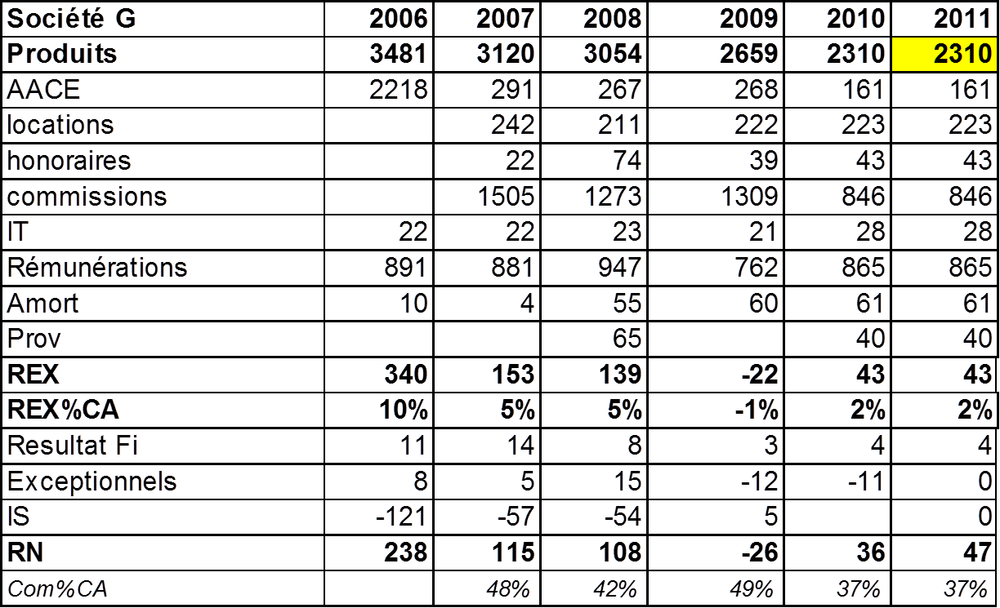 Société G 2006 2007 2008 2009 2010 2011
Produits 3481 3120 3054 2659 2310 2310
AACE 2218 291 267 268 161 161
locations 242 211 222 223 223
honoraires 22 74 39 43 43
commissions 1505 1273 1309 846 846
IT 22 22 23 21 28 28
Rémunérations 891 881 947 762 865 865
Amort 10 4 55 60 61 61
Prov 65 40 40
REX 340 153 139 -22 43 43
REX%CA 10% 5% 5% -1% 2% 2%
Resultat Fi 11 14 8 3 4 4
Exceptionnels 8 5 15 -12 -11 0
IS -121 -57 -54 5 0
RN 238 115 108 -26 36 47
Com%CA 48% 42% 49% 37% 37%